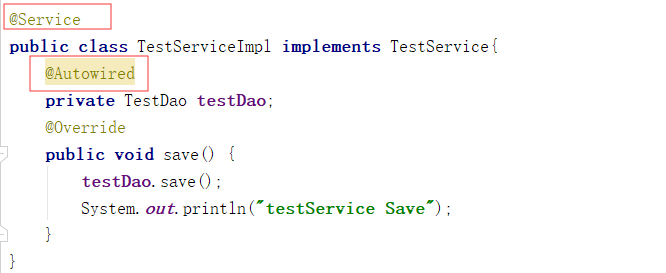 @Service
public class TestServiceImpl implements TestService{
@Autowired
private TestDao testDao;
@Override
public void save() {
testDao.save();
System.out.println("testService Save");
}
}